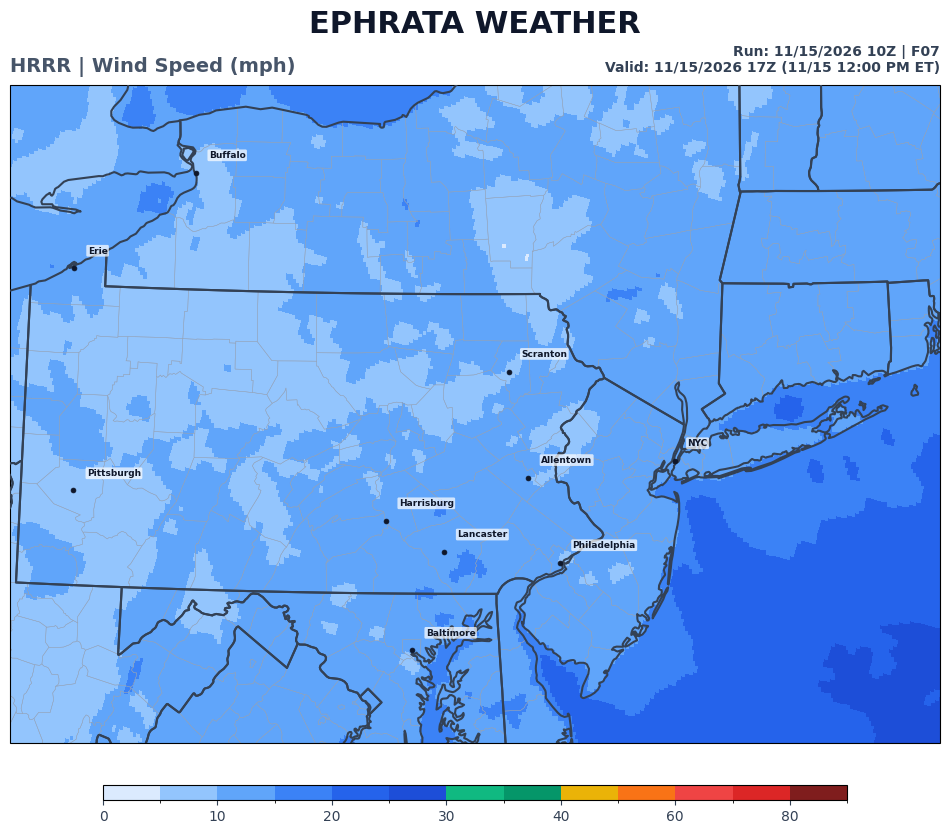 EPHRATA WEATHER
HRRR | Wind Speed (mph)
Run: 11/15/2026 10Z | F07
Valid: 11/15/2026 17Z (11/15 12:00 PM ET)
Buffalo
Erie
Scranton
NYC
Allentown
Pittsburgh
Harrisburg
Lancaster
Philadelphia
Baltimore
0 10 20 30 40 60 80